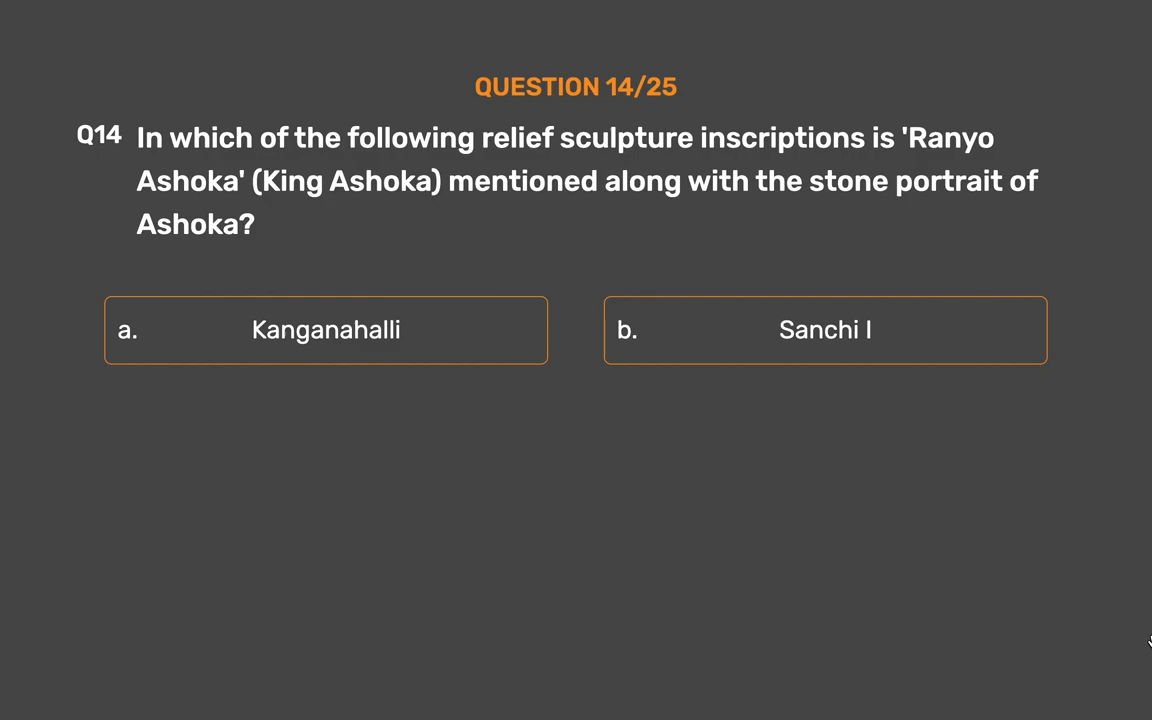 QUESTION 14/25
Q14 In which of the following relief sculpture inscriptions is 'Ranyo
Ashoka' (King Ashoka) mentioned along with the stone portrait of
Ashoka?
a. Kanganahalli
b. Sanchi I